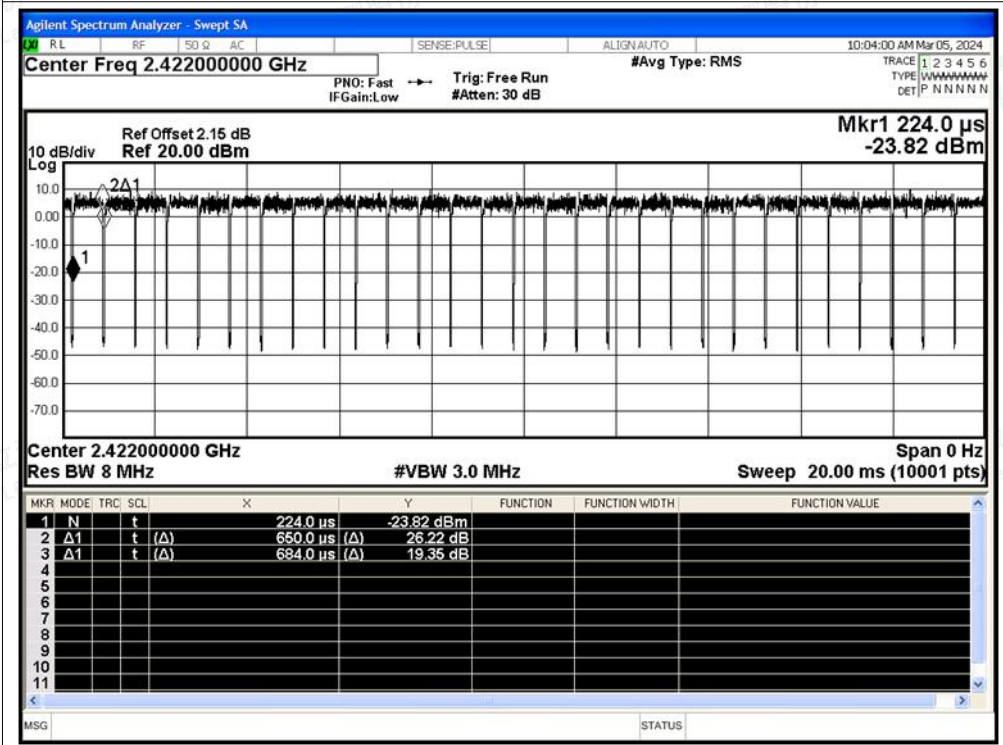 Agilent Spectrum Analyzer - Swept SA
LXI RL RF 50 Ω AC SENSE:PULSE ALIGNAUTO 10:04:00 AM Mar 05, 2024
Center Freq 2.422000000 GHz #Avg Type: RMS TRACE 1 2 3 4 5 6
PNO: Fast Trig: Free Run TYPE WWWWWW
IFGain:Low #Atten: 30 dB DET P N N N N N
Ref Offset 2.15 dB Mkr1 224.0 µs
10 dB/div Ref 20.00 dBm -23.82 dBm
Log
10.0
2Δ1
0.00
-10.0
1
-20.0
-30.0
-40.0
-50.0
-60.0
-70.0
Center 2.422000000 GHz Span 0 Hz
Res BW 8 MHz #VBW 3.0 MHz Sweep 20.00 ms (10001 pts)
MKR MODE TRC SCL X Y FUNCTION FUNCTION WIDTH FUNCTION VALUE
1 N t 224.0 µs -23.82 dBm
2 Δ1 t (Δ) 650.0 µs (Δ) 26.22 dB
3 Δ1 t (Δ) 684.0 µs (Δ) 19.35 dB
4
5
6
7
8
9
10
11
MSG STATUS